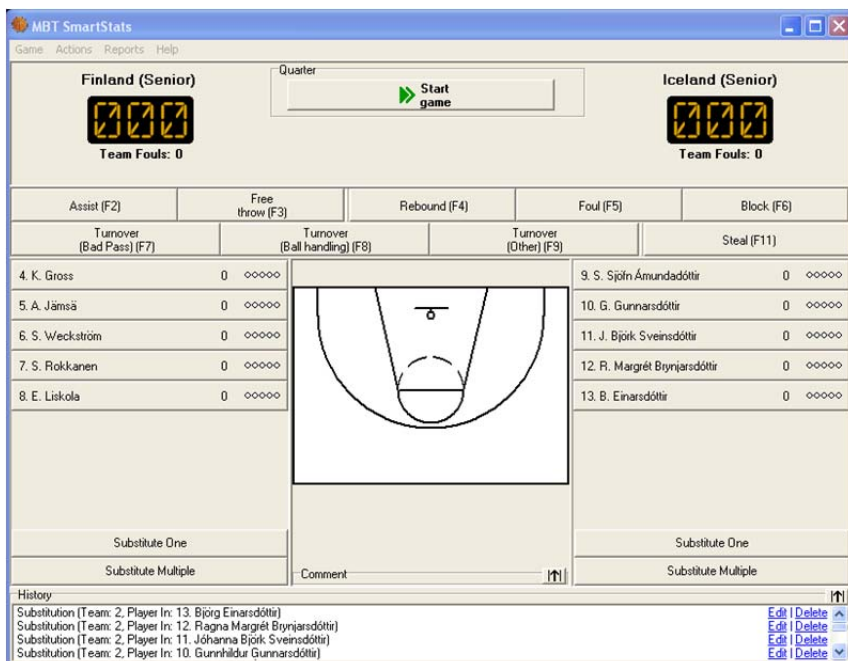 MBT SmartStats
Game Actions Reports Help
Finland (Senior)
000
Team Fouls: 0
Quarter
Start
game
Iceland (Senior)
000
Team Fouls: 0
Assist (F2)
Free
throw (F3)
Rebound (F4)
Foul (F5)
Block (F6)
Turnover
(Bad Pass) (F7)
Turnover
(Ball handling) (F8)
Turnover
(Other) (F9)
Steal (F11)
4. K. Gross 0
5. A. Jämsä 0
6. S. Weckström 0
7. S. Rokkanen 0
8. E. Liskola 0
Substitute One
Substitute Multiple
Comment
9. S. Sjöfn Ámundadóttir 0
10. G. Gunnarsdóttir 0
11. J. Björk Sveinsdóttir 0
12. R. Margrét Brynjarsdóttir 0
13. B. Einarsdóttir 0
Substitute One
Substitute Multiple
History
Substitution (Team: 2, Player In: 13. Björg Einarsdóttir) Edit | Delete
Substitution (Team: 2, Player In: 12. Ragna Margrét Brynjarsdóttir) Edit | Delete
Substitution (Team: 2, Player In: 11. Jóhanna Björk Sveinsdóttir) Edit | Delete
Substitution (Team: 2, Player In: 10. Gunnhildur Gunnarsdóttir) Edit | Delete